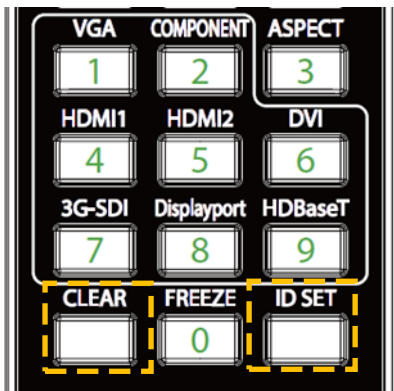 VGA COMPONENT ASPECT
1 2 3
HDMI1 HDMI2 DVI
4 5 6
3G-SDI Displayport HDBaseT
7 8 9
CLEAR FREEZE ID SET
0